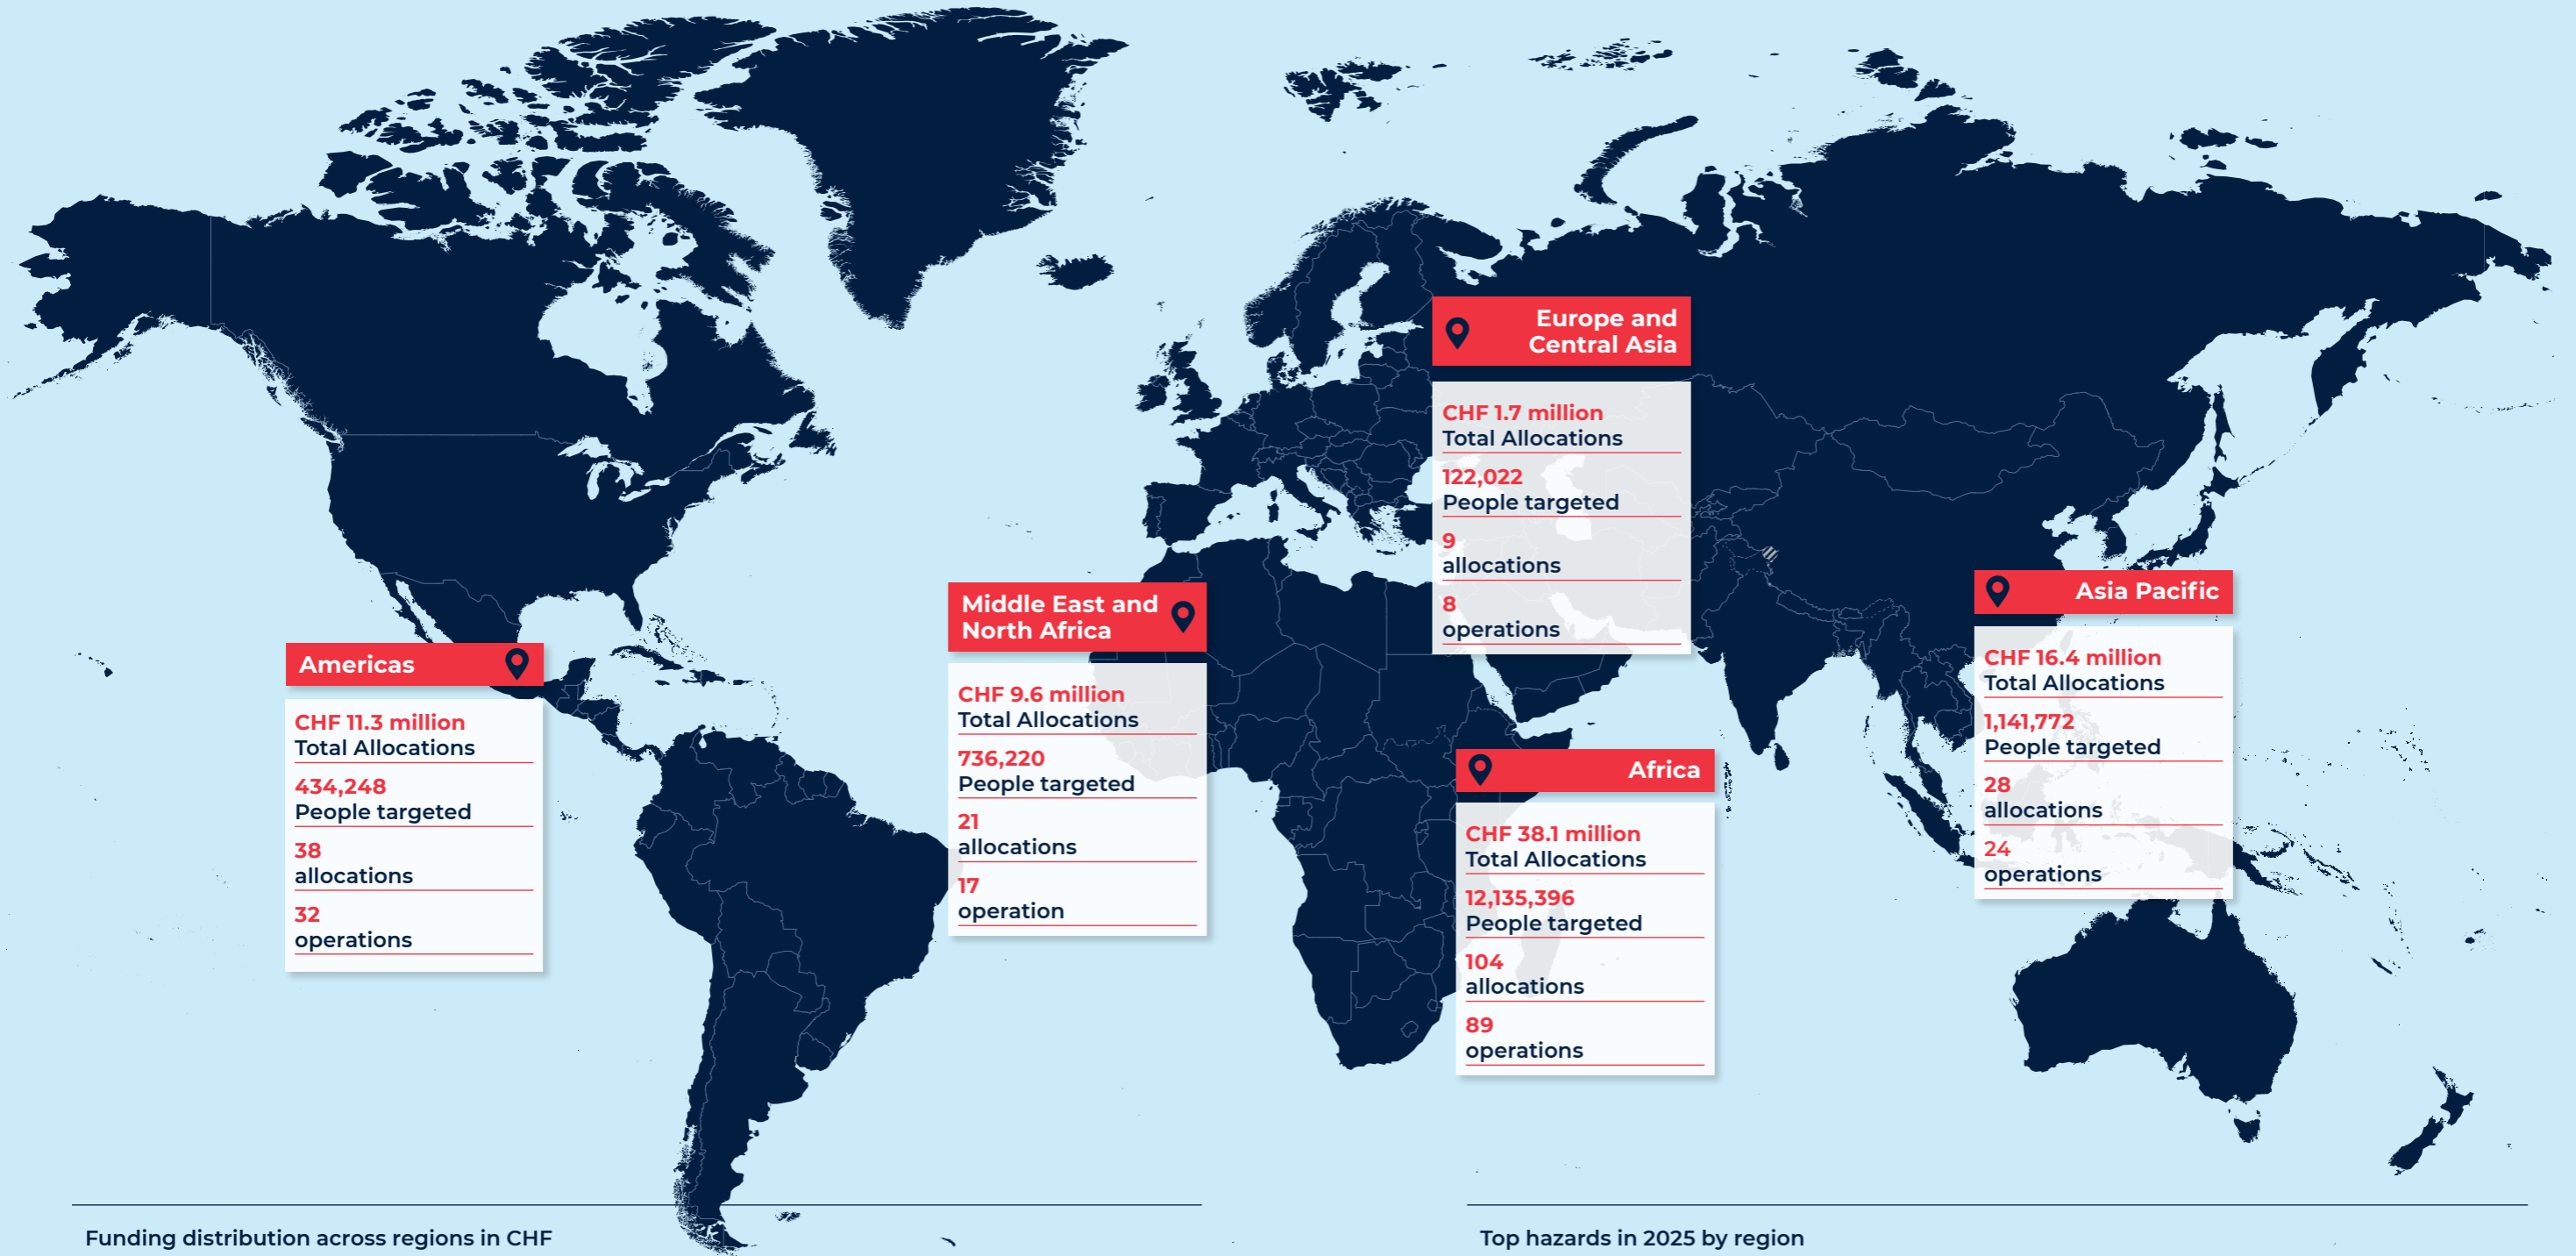 Europe and
Central Asia
CHF 1.7 million
Total Allocations
122,022
People targeted
9
allocations
8
operations
Middle East and
North Africa
CHF 9.6 million
Total Allocations
736,220
People targeted
21
allocations
17
operation
Asia Pacific
CHF 16.4 million
Total Allocations
1,141,772
People targeted
28
allocations
24
operations
Americas
CHF 11.3 million
Total Allocations
434,248
People targeted
38
allocations
32
operations
Africa
CHF 38.1 million
Total Allocations
12,135,396
People targeted
104
allocations
89
operations
Funding distribution across regions in CHF
Top hazards in 2025 by region